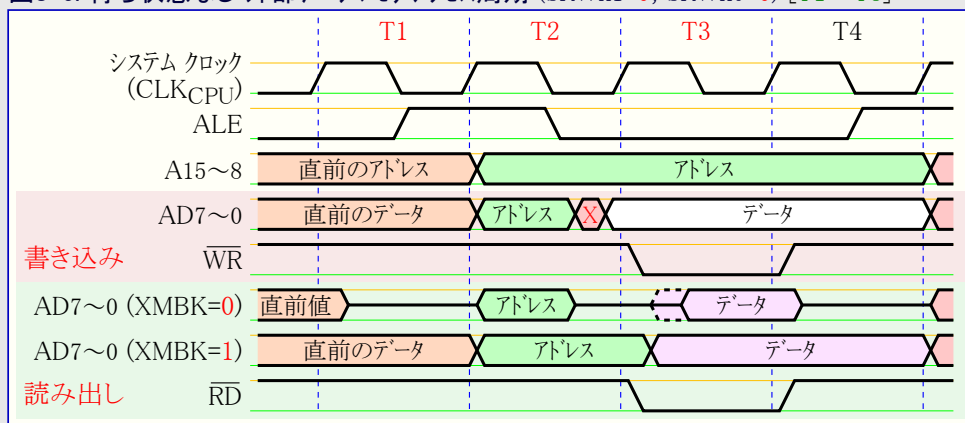 T1 T2 T3 T4
システム クロック
(CLKCPU)
ALE
A15~8 直前のアドレス アドレス
AD7~0 直前のデータ アドレス X データ
書き込み WR
AD7~0 (XMBK=0) 直前値 アドレス データ
AD7~0 (XMBK=1) 直前のデータ アドレス データ
読み出し RD